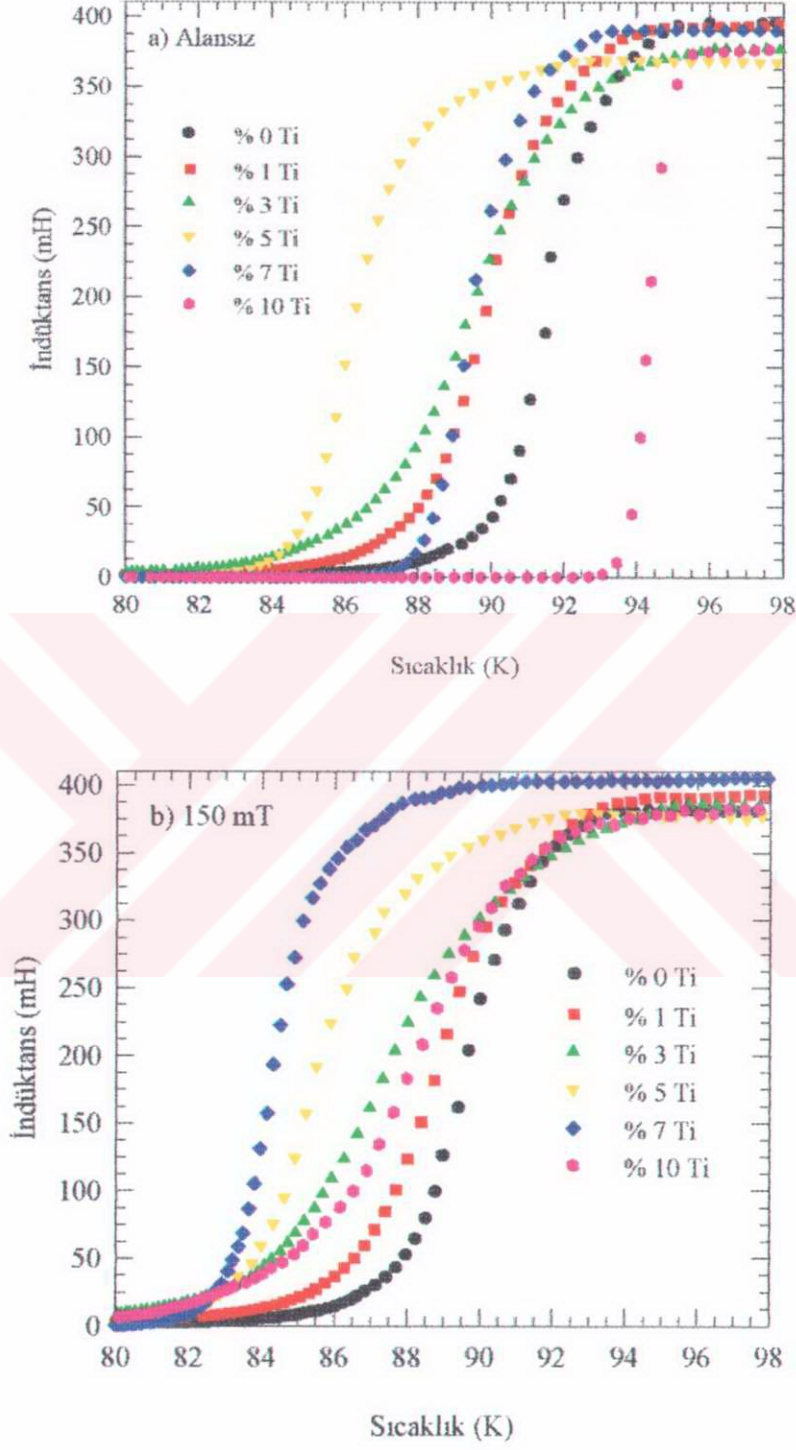 a) Alansız
400
350
300
250
200
150
100
50
0
İndüktans (mH)
% 0 Ti
% 1 Ti
% 3 Ti
% 5 Ti
% 7 Ti
% 10 Ti
80 82 84 86 88 90 92 94 96 98
Sıcaklık (K)
b) 150 mT
400
350
300
250
200
150
100
50
0
İndüktans (mH)
% 0 Ti
% 1 Ti
% 3 Ti
% 5 Ti
% 7 Ti
% 10 Ti
80 82 84 86 88 90 92 94 96 98
Sıcaklık (K)